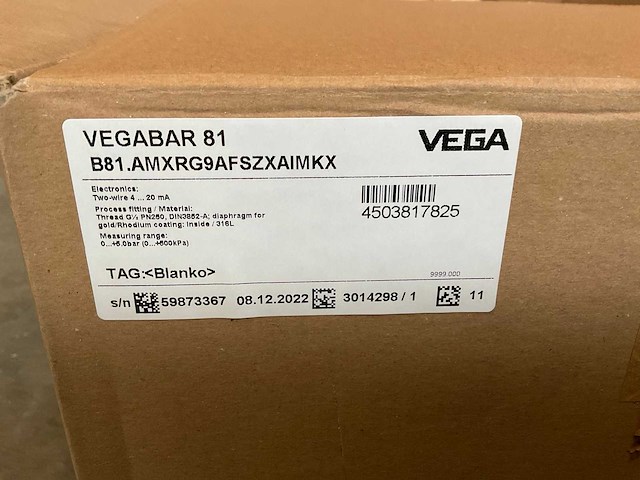 VEGABAR 81
VEGA
B81.AMXRG9AFSZXAIMKX
Electronics:
Two-wire 4 ... 20 mA
Process fitting / Material:
Thread G½ PN250, DIN3852-A; diaphragm for
gold/Rhodium coating: inside / 316L
Measuring range:
0...+5.0bar (0...+500kPa)
4503817825
TAG:<Blanko>
9999.000
s/n 59873367 08.12.2022 3014298 / 1 11